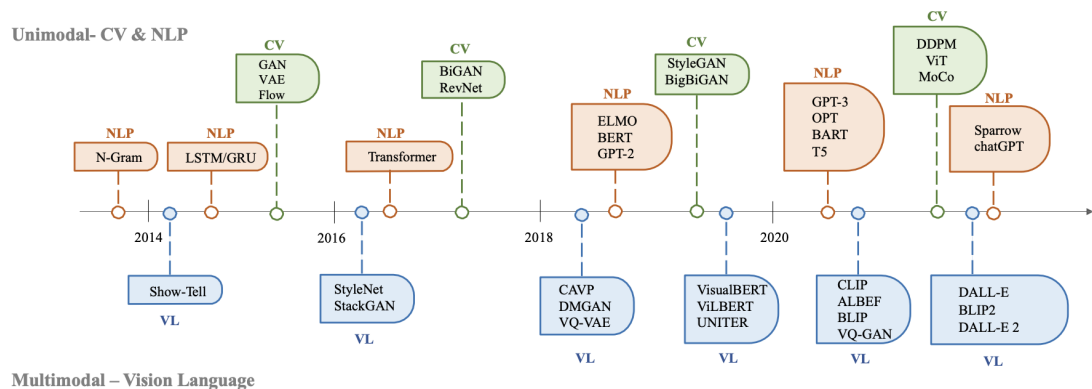 Unimodal- CV & NLP
CV
GAN
VAE
Flow
CV
BiGAN
RevNet
CV
StyleGAN
BigBiGAN
CV
DDPM
ViT
MoCo
NLP
N-Gram
NLP
LSTM/GRU
NLP
Transformer
NLP
ELMO
BERT
GPT-2
NLP
GPT-3
OPT
BART
T5
NLP
Sparrow
chatGPT
2014
2016
2018
2020
Show-Tell
VL
StyleNet
StackGAN
VL
CAVP
DMGAN
VQ-VAE
VL
VisualBERT
ViLBERT
UNITER
VL
CLIP
ALBEF
BLIP
VQ-GAN
VL
DALL-E
BLIP2
DALL-E 2
VL
Multimodal – Vision Language